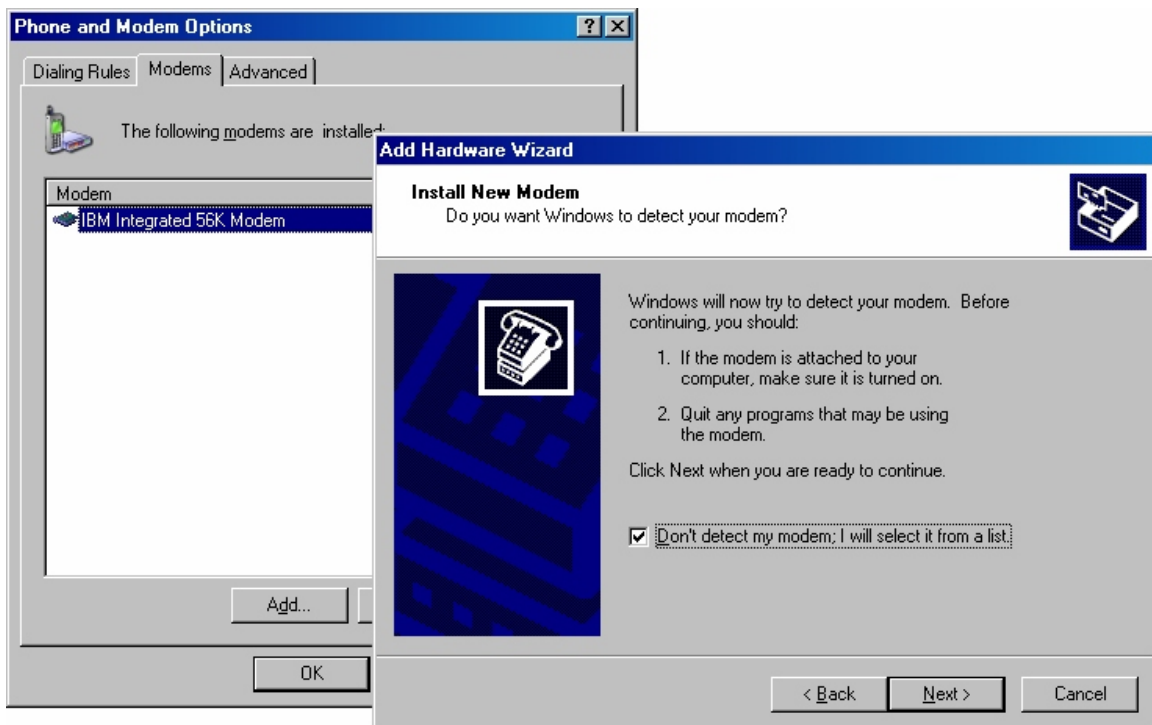 Phone and Modem Options
Dialing Rules
Modems
Advanced
The following modems are installed:
Modem
IBM Integrated 56K Modem
Add...
OK
Add Hardware Wizard
Install New Modem
Do you want Windows to detect your modem?
Windows will now try to detect your modem. Before
continuing, you should:
1. If the modem is attached to your
computer, make sure it is turned on.
2. Quit any programs that may be using
the modem.
Click Next when you are ready to continue.
Don't detect my modem; I will select it from a list.
< Back
Next >
Cancel